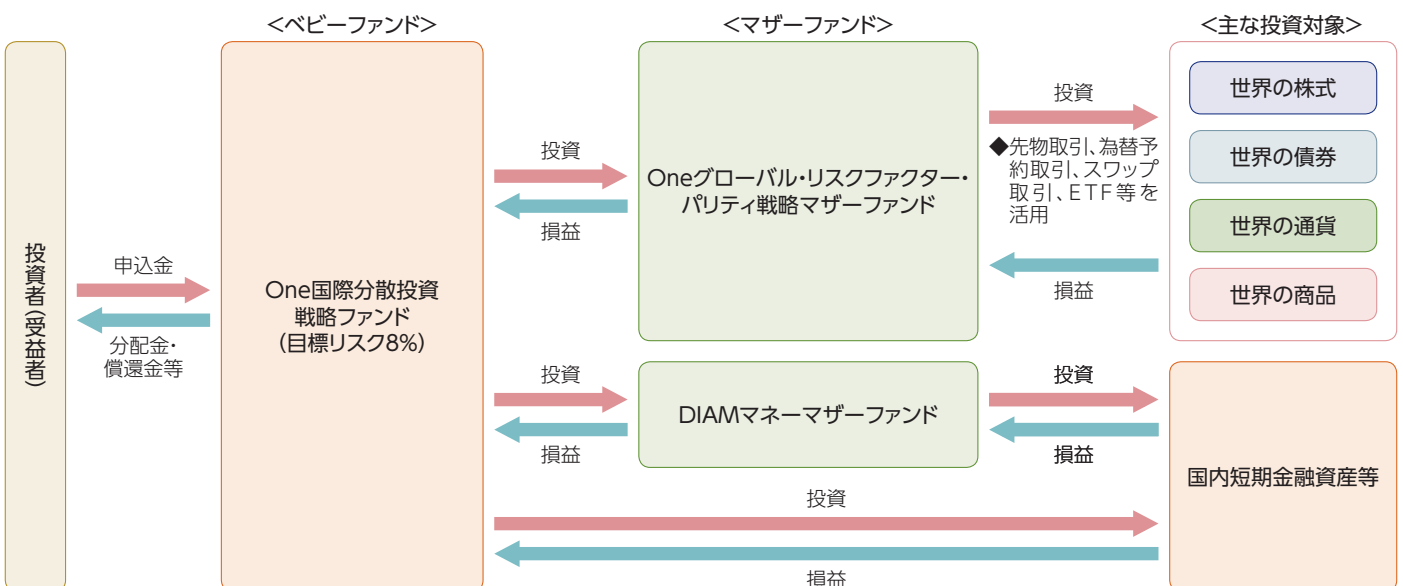 <ベビーファンド>
<マザーファンド>
<主な投資対象>
投資者(受益者)
申込金
分配金・
償還金等
One国際分散投資
戦略ファンド
(目標リスク8%)
投資
損益
Oneグローバル・リスクファクター・
パリティ戦略マザーファンド
投資
◆先物取引、為替予
約取引、スワップ
取引、ETF等を
活用
損益
世界の株式
世界の債券
世界の通貨
世界の商品
投資
損益
DIAMマネーマザーファンド
投資
損益
国内短期金融資産等
投資
損益